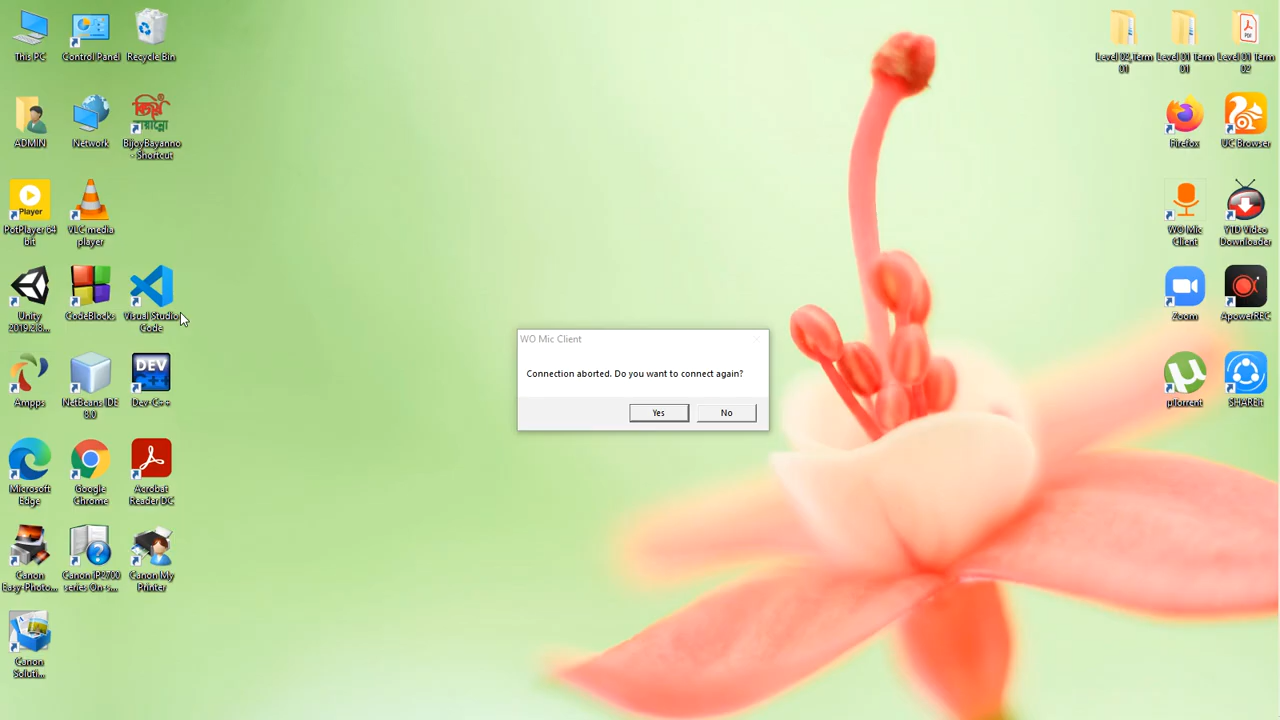 This PC
Control Panel
Recycle Bin
ADMIN
Network
বিজয়
বায়ান্নো
BijoyBayanno
- Shortcut
Player
PotPlayer 64
bit
VLC media
player
Unity
2019.2.8...
CodeBlocks
Visual Studio
Code
Ampps
NetBeans IDE
8.0
DEV
C++
Dev-C++
Microsoft
Edge
Google
Chrome
Acrobat
Reader DC
Canon
Easy-Photo...
Canon iP2700
series On-s...
Canon My
Printer
Canon
Soluti...
WO Mic Client
Connection aborted. Do you want to connect again?
Yes
No
Level 02,Term
01
Level 01 Term
01
PDF
Level 01 Term
02
Firefox
UC Browser
WO Mic
Client
YTD Video
Downloader
Zoom
ApowerREC
µTorrent
SHAREit